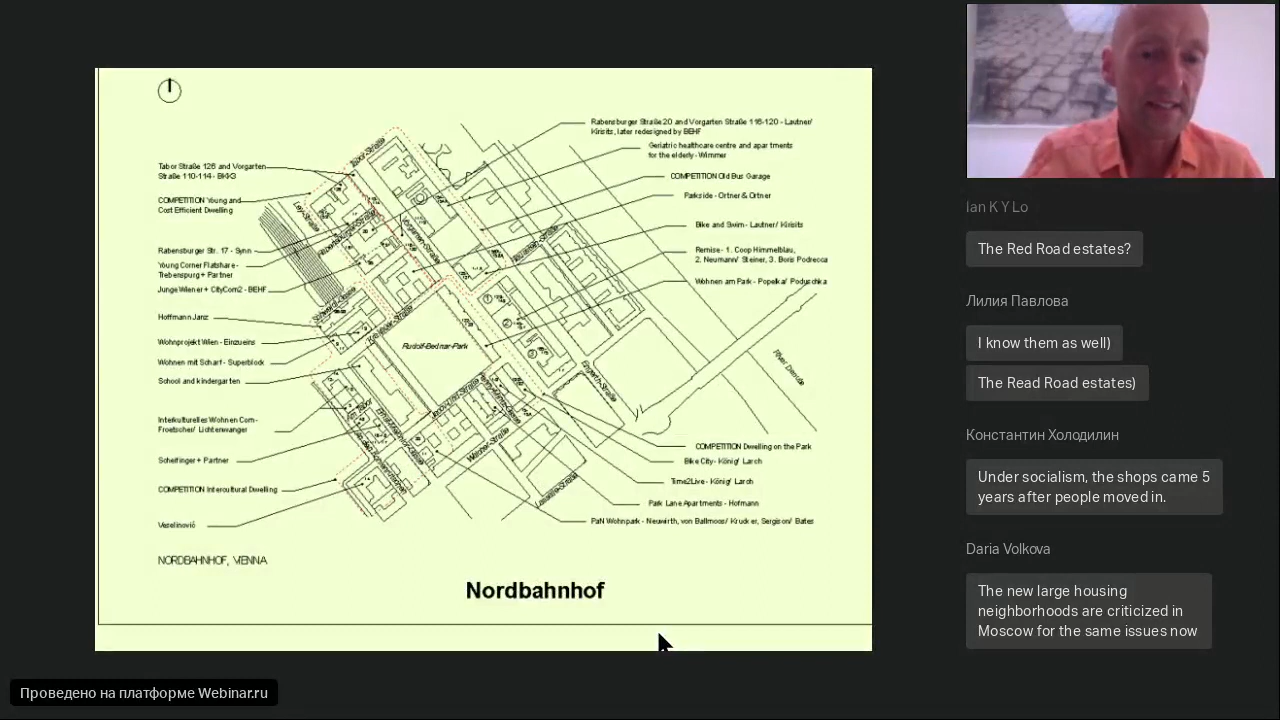 Tabor Straße 126 and Vorgarten
Straße 110-114 - BKK3
COMPETITION Young and
Cost Efficient Dwelling
Rabensburger Str. 17 - Synn
Young Corner Flatshare -
Trebenspurg + Partner
Junge Wiener + CityCom2 - BEHF
Hoffmann Janz
Wohnprojekt Wien - Einzueins
Wohnen mit Scharf - Superblock
School and kindergarten
Interkulturelles Wohnen Com -
Froetscher/ Lichtenwanger
Scheifinger + Partner
COMPETITION Intercultural Dwelling
Veselinović
NORDBAHNHOF, VIENNA
Rudolf-Bednar-Park
River Danube
Rabensburger Straße 20 and Vorgarten Straße 116-120 - Lautner/
Kirisits, later redesigned by BEHF
Geriatric healthcare centre and apartments
for the elderly - Wimmer
COMPETITION Old Bus Garage
Parkside - Ortner & Ortner
Bike and Swim - Lautner/ Kirisits
Remise - 1. Coop Himmelblau,
2. Neumann/ Steiner, 3. Boris Podrecca
Wohnen am Park - Popelka/ Poduschka
COMPETITION Dwelling on the Park
Bike City - König/ Larch
Time2Live - König/ Larch
Park Lane Apartments - Hofmann
PaN Wohnpark - Neuwirth, von Ballmoos/ Krucker, Sergison/ Bates
Nordbahnhof
Ian K Y Lo
The Red Road estates?
Лилия Павлова
I know them as well)
The Read Road estates)
Константин Холодилин
Under socialism, the shops came 5
years after people moved in.
Daria Volkova
The new large housing
neighborhoods are criticized in
Moscow for the same issues now
Проведено на платформе Webinar.ru